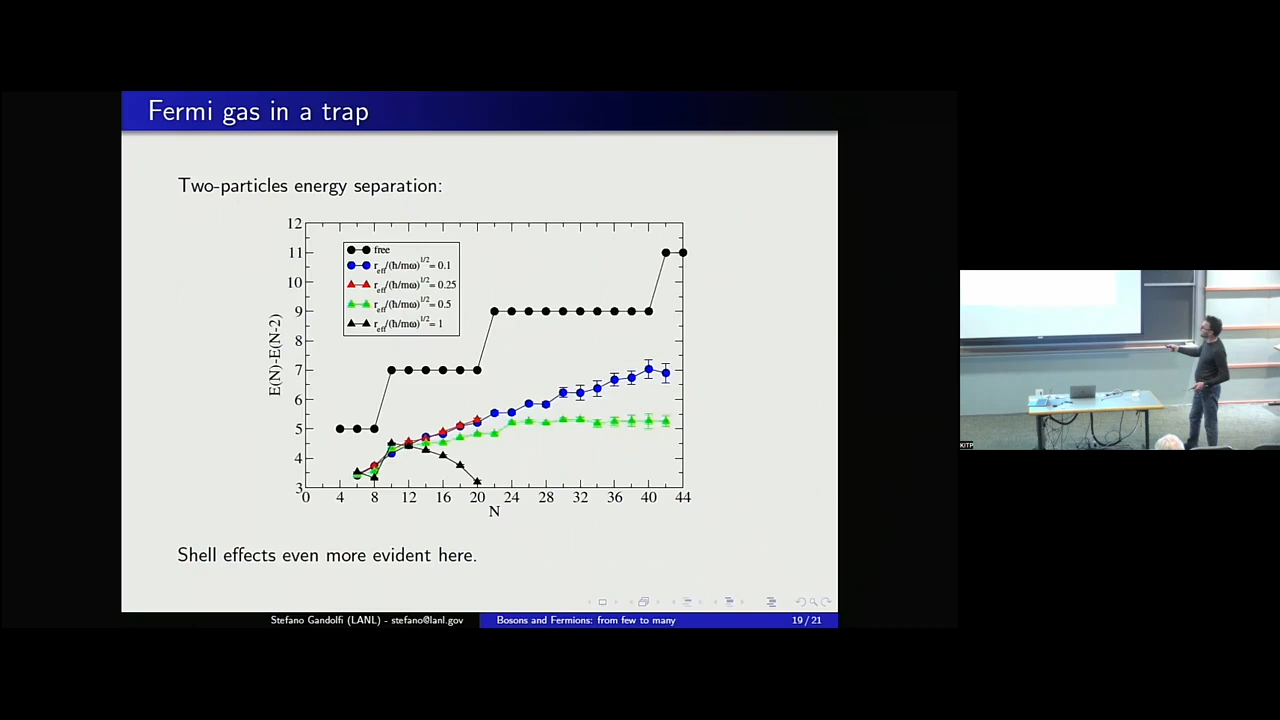 Fermi gas in a trap
Two-particles energy separation:
12
11
10
9
8
7
6
5
4
3
E(N)-E(N-2)
free
r_eff/(ħ/mω)^1/2 = 0.1
r_eff/(ħ/mω)^1/2 = 0.25
r_eff/(ħ/mω)^1/2 = 0.5
r_eff/(ħ/mω)^1/2 = 1
0 4 8 12 16 20 24 28 32 36 40 44
N
Shell effects even more evident here.
Stefano Gandolfi (LANL) - stefano@lanl.gov
Bosons and Fermions: from few to many
19 / 21
KITP